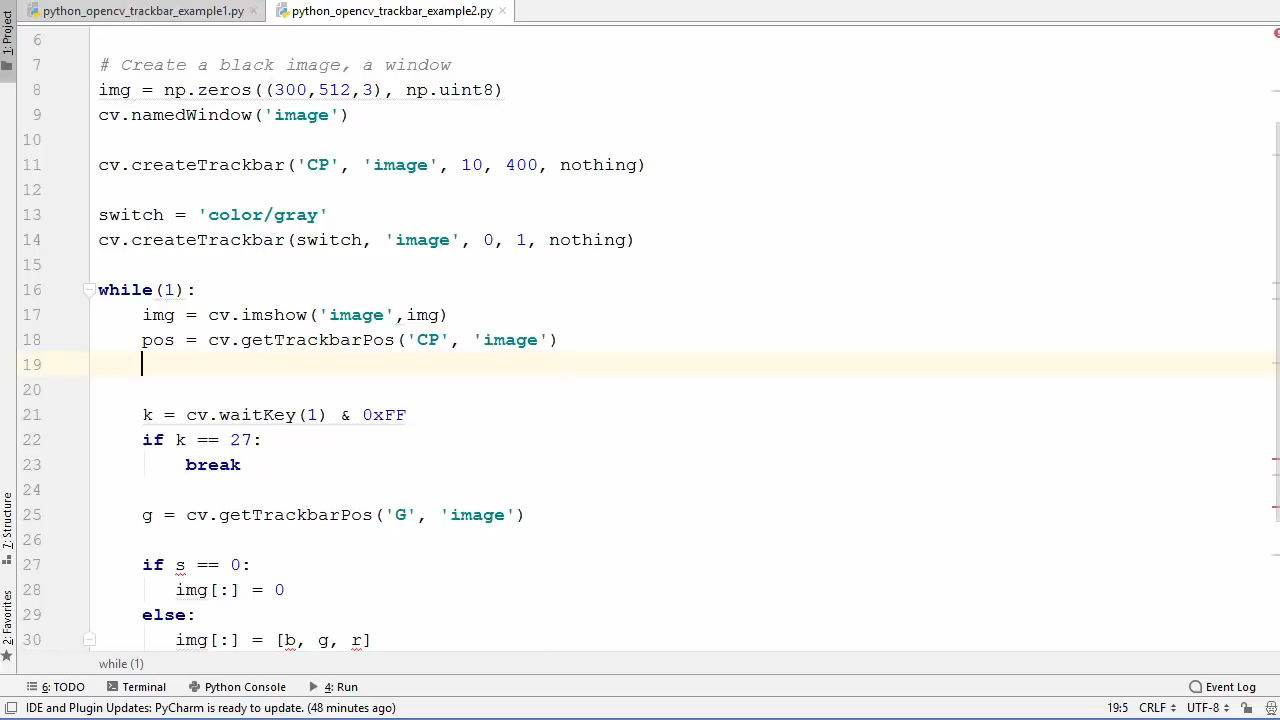 python_opencv_trackbar_example1.py python_opencv_trackbar_example2.py
1: Project
7: Structure
2: Favorites
6
7 # Create a black image, a window
8 img = np.zeros((300,512,3), np.uint8)
9 cv.namedWindow('image')
10
11 cv.createTrackbar('CP', 'image', 10, 400, nothing)
12
13 switch = 'color/gray'
14 cv.createTrackbar(switch, 'image', 0, 1, nothing)
15
16 while(1):
17 img = cv.imshow('image',img)
18 pos = cv.getTrackbarPos('CP', 'image')
19
20
21 k = cv.waitKey(1) & 0xFF
22 if k == 27:
23 break
24
25 g = cv.getTrackbarPos('G', 'image')
26
27 if s == 0:
28 img[:] = 0
29 else:
30 img[:] = [b, g, r]
while (1)
6: TODO Terminal Python Console 4: Run Event Log
IDE and Plugin Updates: PyCharm is ready to update. (48 minutes ago) 19:5 CRLF UTF-8